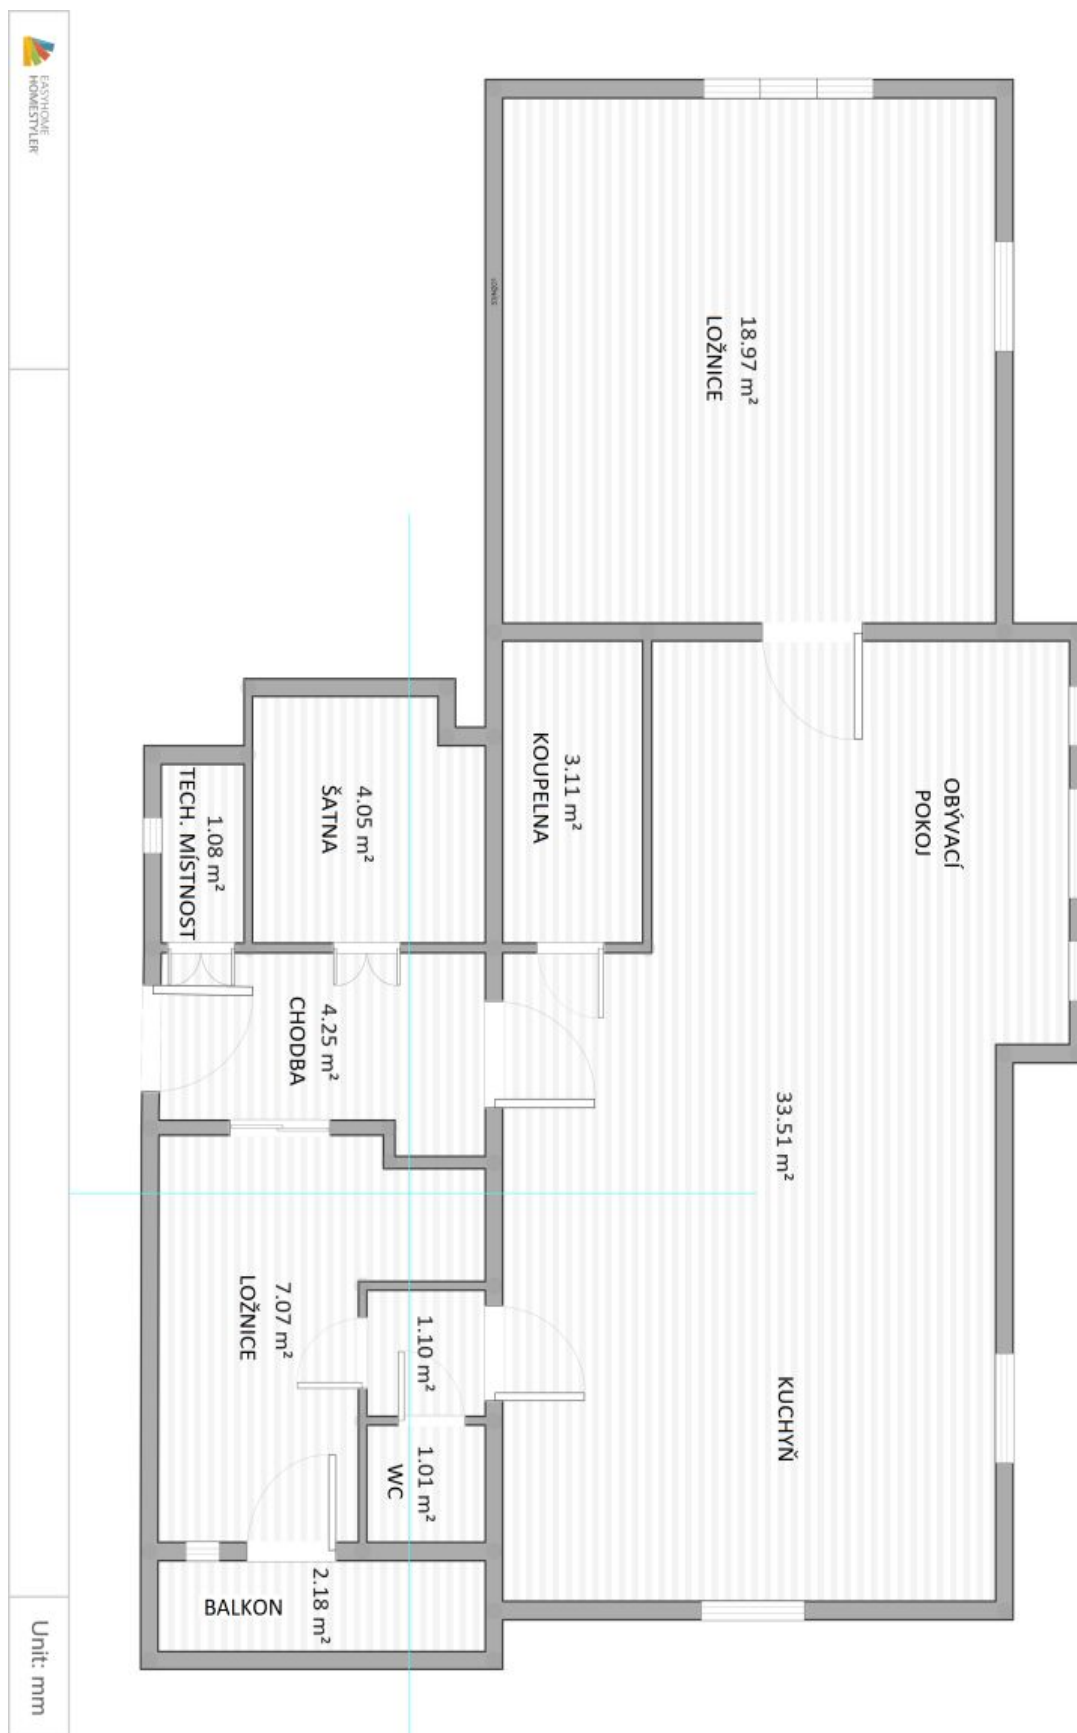 EASYHOME
HOMESTYLER
18.97 m²
LOŽNICE
LOŽNICE
OBÝVACÍ
POKOJ
3.11 m²
KOUPELNA
4.05 m²
ŠATNA
1.08 m²
TECH. MÍSTNOST
4.25 m²
CHODBA
33.51 m²
KUCHYŇ
7.07 m²
LOŽNICE
1.10 m²
1.01 m²
WC
2.18 m²
BALKON
Unit: mm